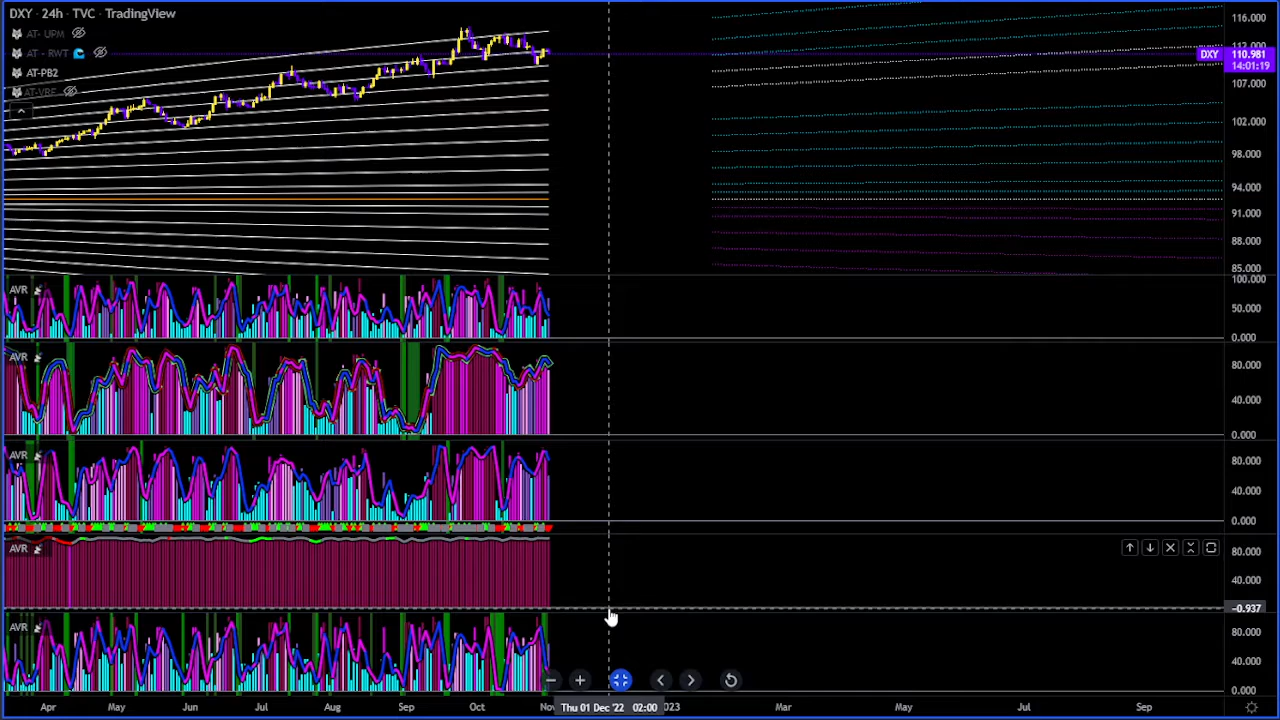 DXY · 24h · TVC · TradingView
AT- UPM
AT - RWT
AT-PB2
AT-VRF
116.000
112.000
DXY 110.981
14:01:19
107.000
102.000
98.000
94.000
91.000
88.000
85.000
100.000
AVR
50.000
0.000
AVR
80.000
40.000
0.000
AVR
80.000
40.000
0.000
AVR
80.000
40.000
-0.937
AVR
80.000
40.000
0.000
Apr May Jun Jul Aug Sep Oct Nov Thu 01 Dec '22 02:00 2023 Mar May Jul Sep